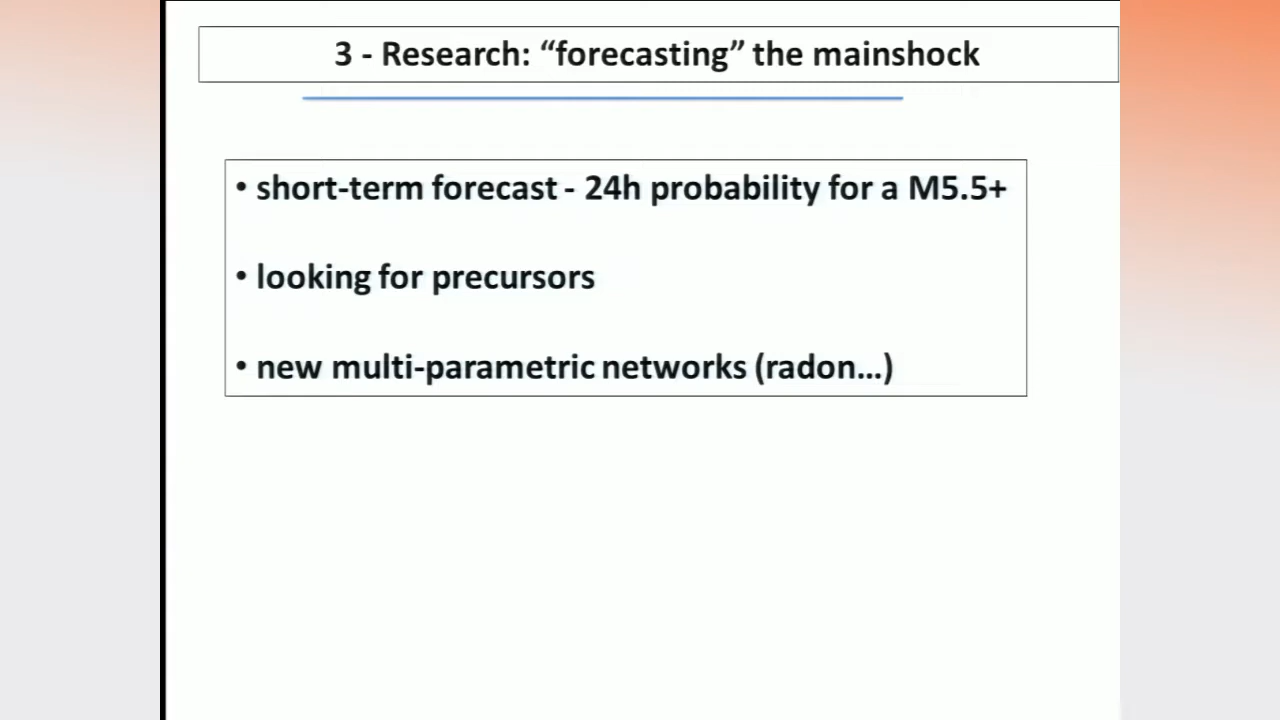 3 - Research: “forecasting” the mainshock
• short-term forecast - 24h probability for a M5.5+
• looking for precursors
• new multi-parametric networks (radon…)